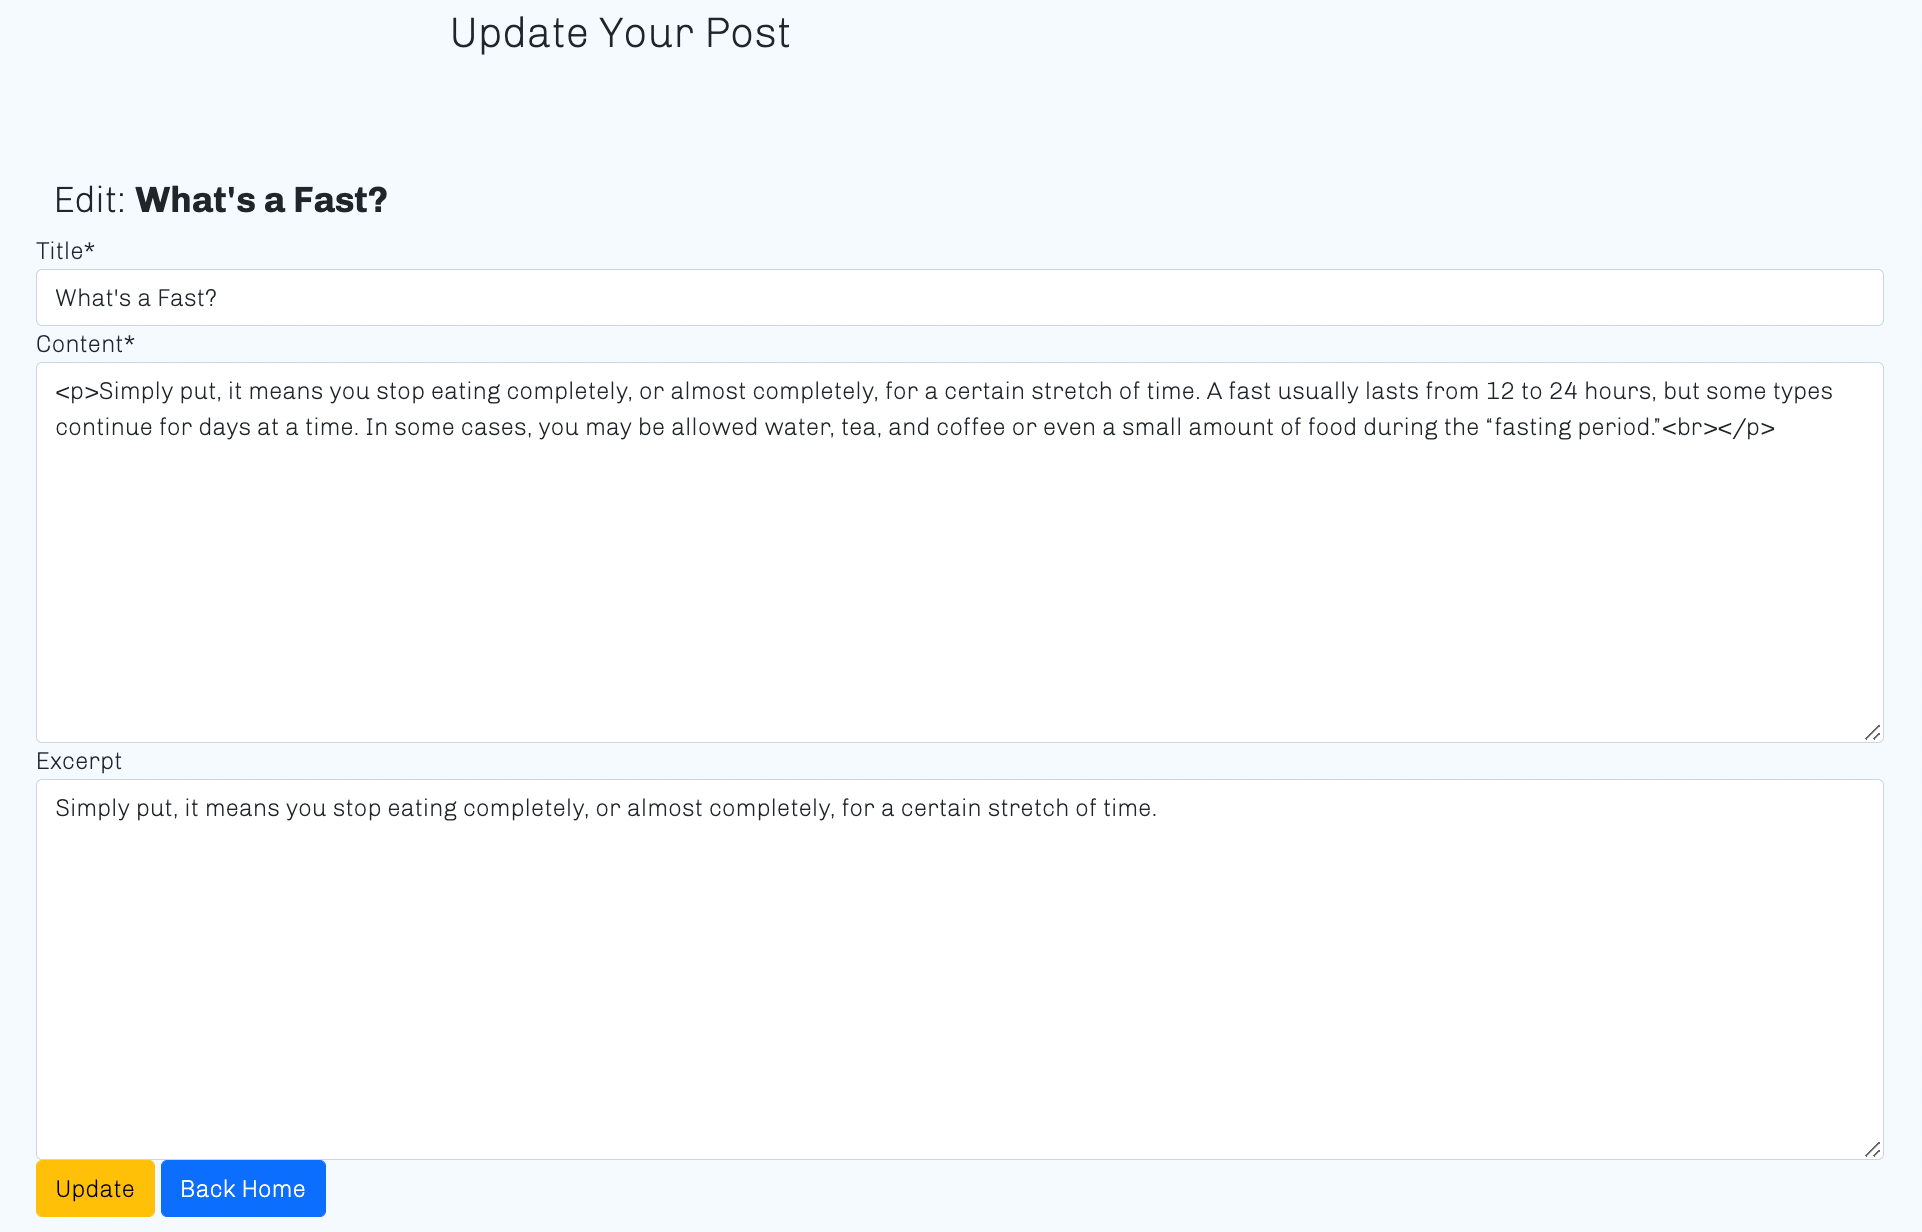 Update Your Post
Edit: What's a Fast?
Title*
What's a Fast?
Content*
<p>Simply put, it means you stop eating completely, or almost completely, for a certain stretch of time. A fast usually lasts from 12 to 24 hours, but some types
continue for days at a time. In some cases, you may be allowed water, tea, and coffee or even a small amount of food during the “fasting period.”<br></p>
Excerpt
Simply put, it means you stop eating completely, or almost completely, for a certain stretch of time.
Update Back Home